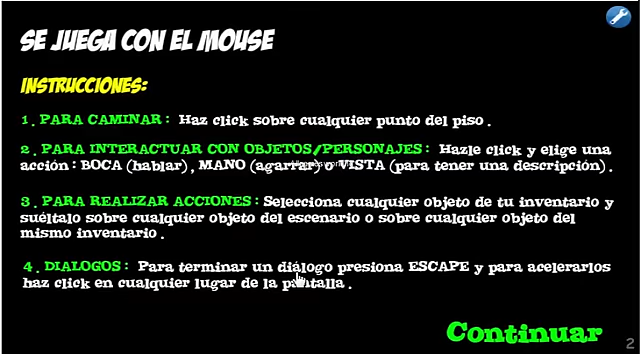 SE JUEGA CON EL MOUSE
INSTRUCCIONES:
1. PARA CAMINAR: Haz click sobre cualquier punto del piso.
2. PARA INTERACTUAR CON OBJETOS/PERSONAJES: Hazle click y elige una
acción: BOCA (hablar), MANO (agarrar) o VISTA (para tener una descripción).
3. PARA REALIZAR ACCIONES: Selecciona cualquier objeto de tu inventario y
suéltalo sobre cualquier objeto del escenario o sobre cualquier objeto del
mismo inventario.
4. DIALOGOS: Para terminar un diálogo presiona ESCAPE y para acelerarlos
haz click en cualquier lugar de la pantalla.
Continuar
2